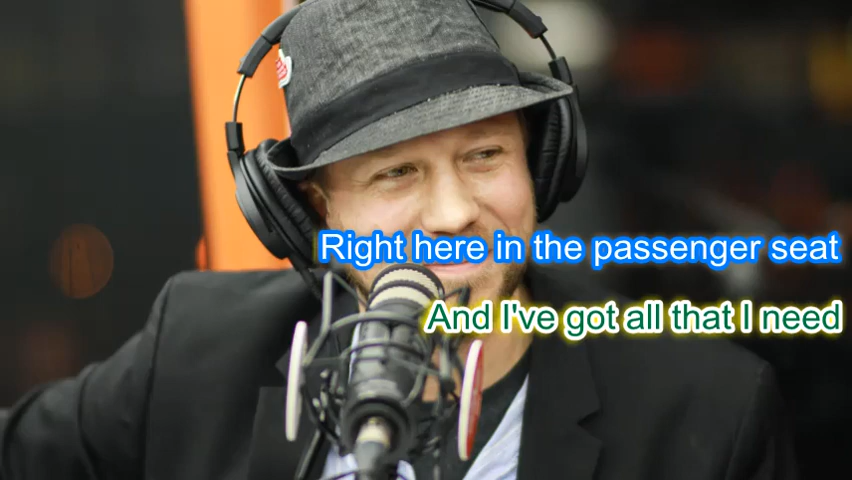 Right here in the passenger seat
And I've got all that I need